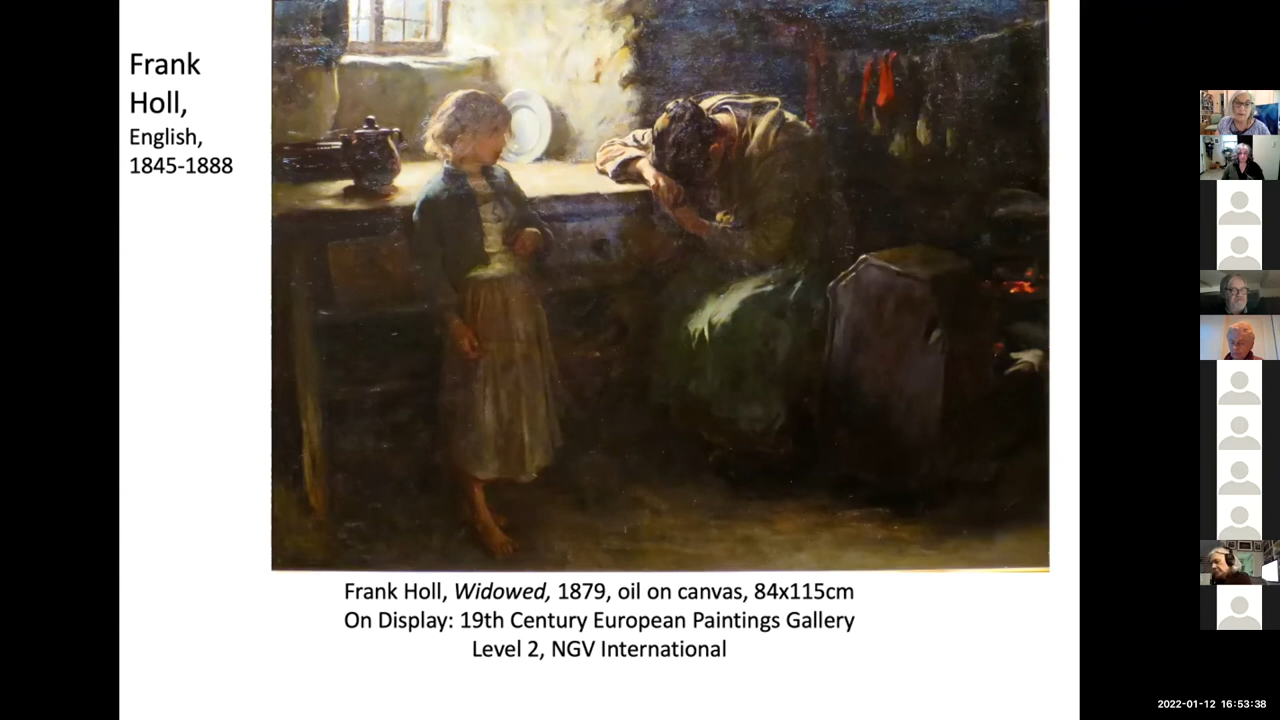 Frank
Holl,
English,
1845-1888
Frank Holl, Widowed, 1879, oil on canvas, 84x115cm
On Display: 19th Century European Paintings Gallery
Level 2, NGV International
2022-01-12 16:53:38